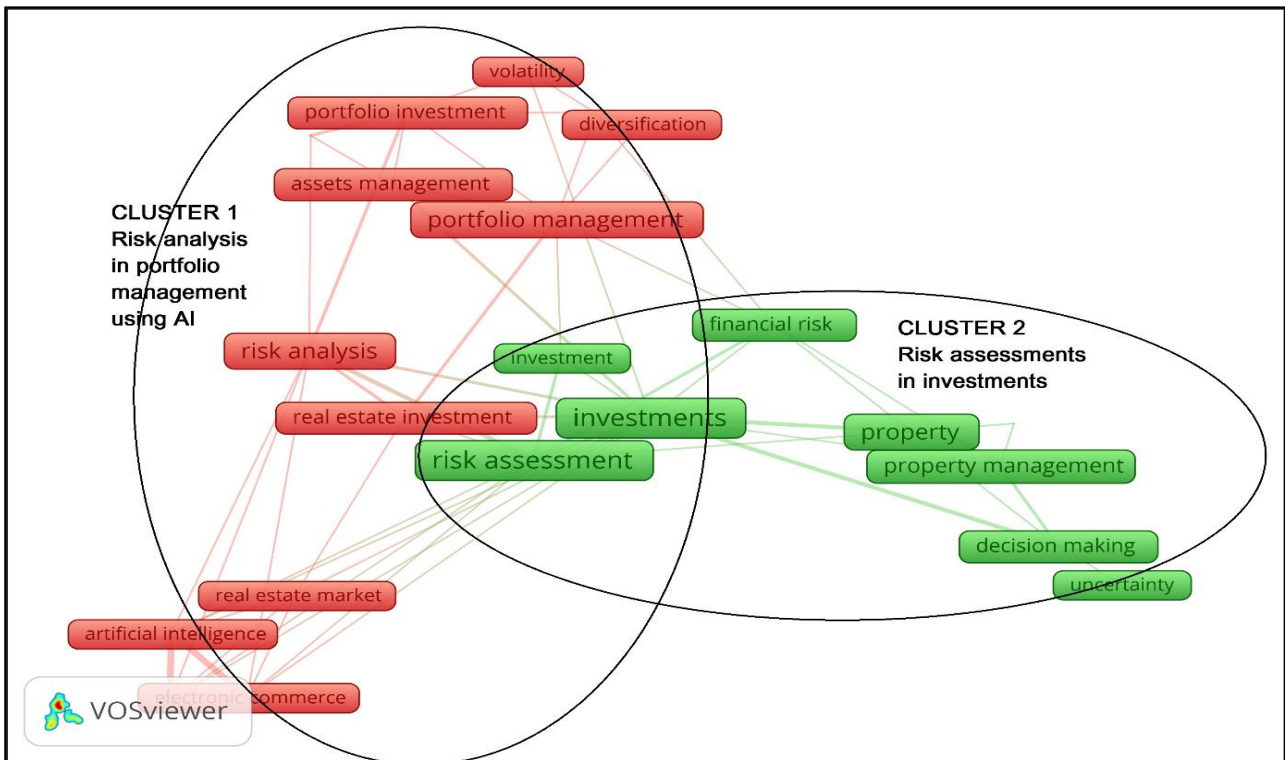 volatility
portfolio investment
diversification
assets management
portfolio management
CLUSTER 1
Risk analysis
in portfolio
management
using AI
financial risk
CLUSTER 2
Risk assessments
in investments
risk analysis
investment
real estate investment
investments
property
risk assessment
property management
decision making
uncertainty
real estate market
artificial intelligence
electronic commerce
VOSviewer